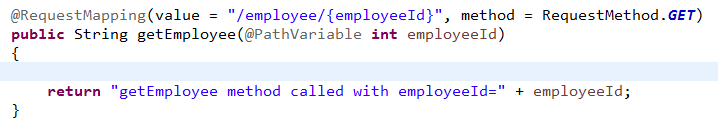 @RequestMapping(value = "/employee/{employeeId}", method = RequestMethod.GET)
public String getEmployee(@PathVariable int employeeId)
{
return "getEmployee method called with employeeId=" + employeeId;
}